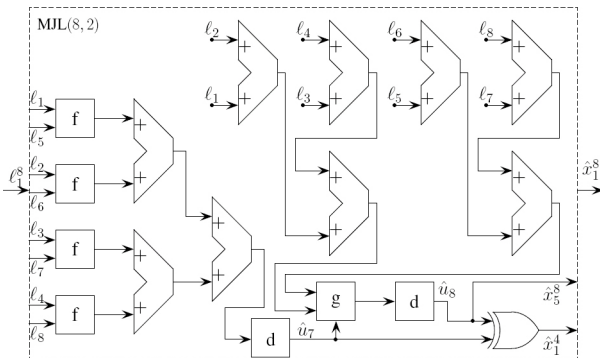 MJL(8, 2)
ℓ₂ ℓ₄ ℓ₆ ℓ₈
+ + + +
ℓ₁ ℓ₃ ℓ₅ ℓ₇
+ + + +
ℓ₁
f
ℓ₅
+
ℓ₂
f
ℓ₆
+
ℓ₁⁸
x̂₁⁸
+ +
+ +
ℓ₃
f
ℓ₇
+
ℓ₄
f
ℓ₈
+
+
+
g
d
û₈
x̂₅⁸
d
û₇
x̂₁⁴